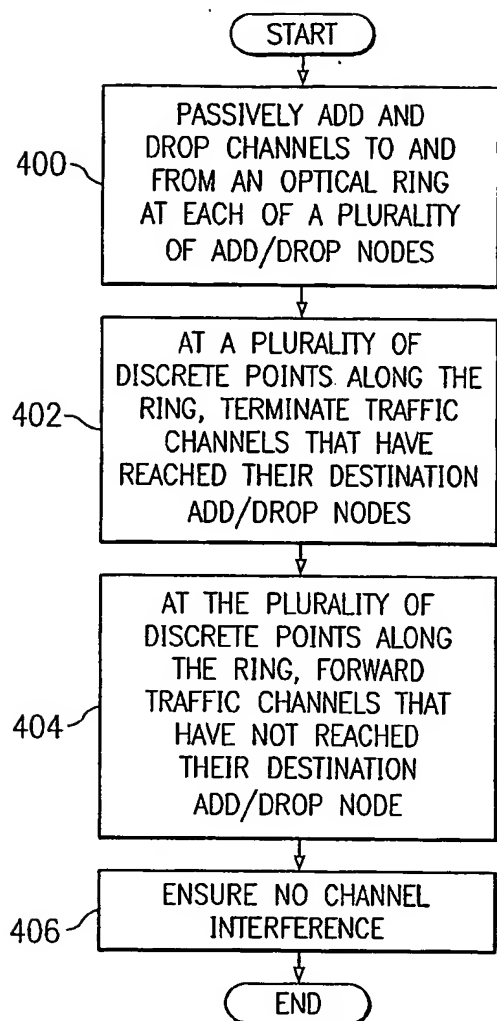 START
400
PASSIVELY ADD AND
DROP CHANNELS TO AND
FROM AN OPTICAL RING
AT EACH OF A PLURALITY
OF ADD/DROP NODES
402
AT A PLURALITY OF
DISCRETE POINTS ALONG THE
RING, TERMINATE TRAFFIC
CHANNELS THAT HAVE
REACHED THEIR DESTINATION
ADD/DROP NODES
404
AT THE PLURALITY OF
DISCRETE POINTS ALONG
THE RING, FORWARD
TRAFFIC CHANNELS THAT
HAVE NOT REACHED
THEIR DESTINATION
ADD/DROP NODE
406
ENSURE NO CHANNEL
INTERFERENCE
END